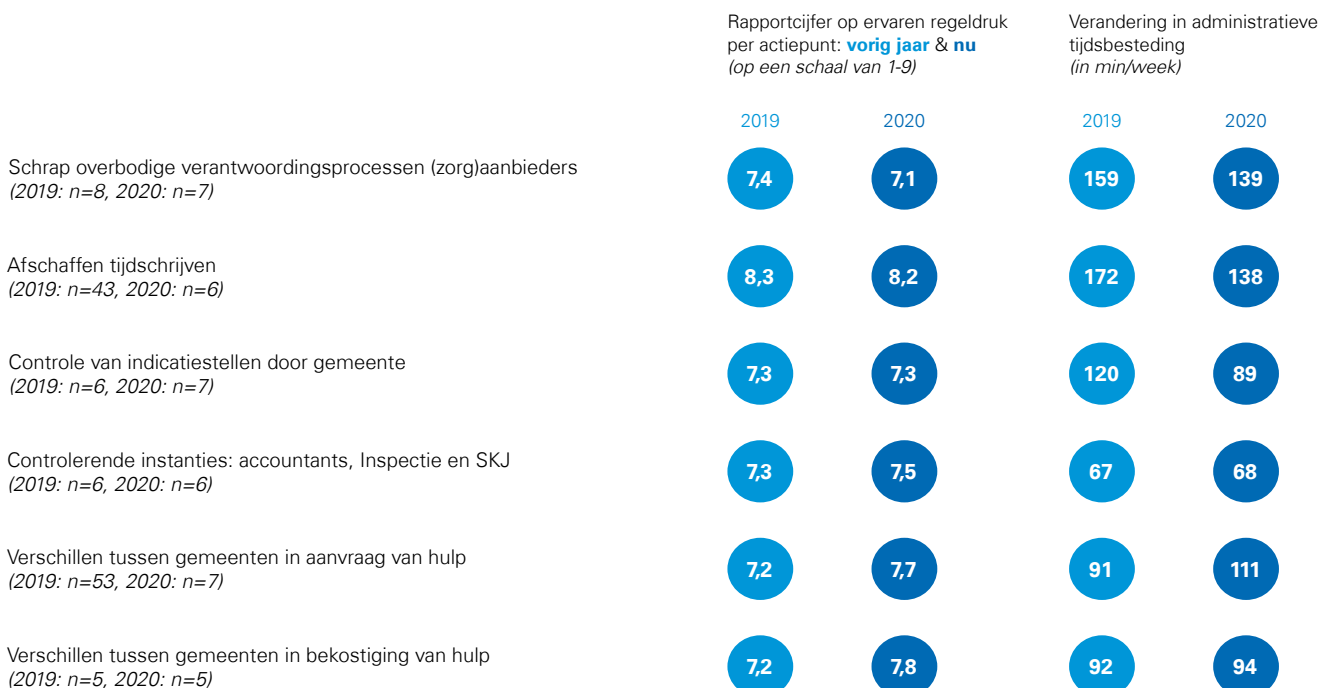 Rapportcijfer op ervaren regeldruk
per actiepunt: vorig jaar & nu
(op een schaal van 1-9)
Verandering in administratieve
tijdsbesteding
(in min/week)
2019 2020 2019 2020
Schrap overbodige verantwoordingsprocessen (zorg)aanbieders
(2019: n=8, 2020: n=7)
7,4 7,1 159 139
Afschaffen tijdschrijven
(2019: n=43, 2020: n=6)
8,3 8,2 172 138
Controle van indicatiestellen door gemeente
(2019: n=6, 2020: n=7)
7,3 7,3 120 89
Controlerende instanties: accountants, Inspectie en SKJ
(2019: n=6, 2020: n=6)
7,3 7,5 67 68
Verschillen tussen gemeenten in aanvraag van hulp
(2019: n=53, 2020: n=7)
7,2 7,7 91 111
Verschillen tussen gemeenten in bekostiging van hulp
(2019: n=5, 2020: n=5)
7,2 7,8 92 94